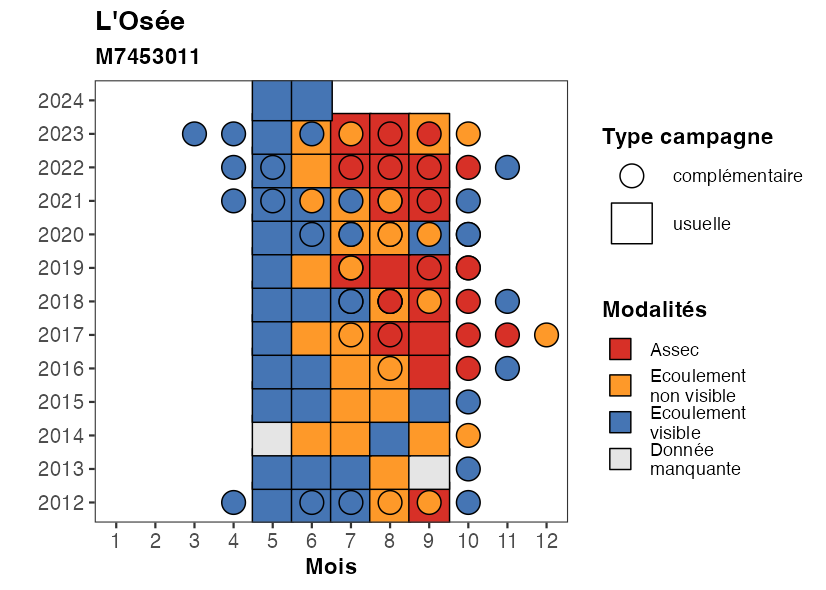 L'Osée
M7453011
2024
2023
2022
2021
2020
2019
2018
2017
2016
2015
2014
2013
2012
1 2 3 4 5 6 7 8 9 10 11 12
Mois
Type campagne
complémentaire
usuelle
Modalités
Assec
Ecoulement
non visible
Ecoulement
visible
Donnée
manquante